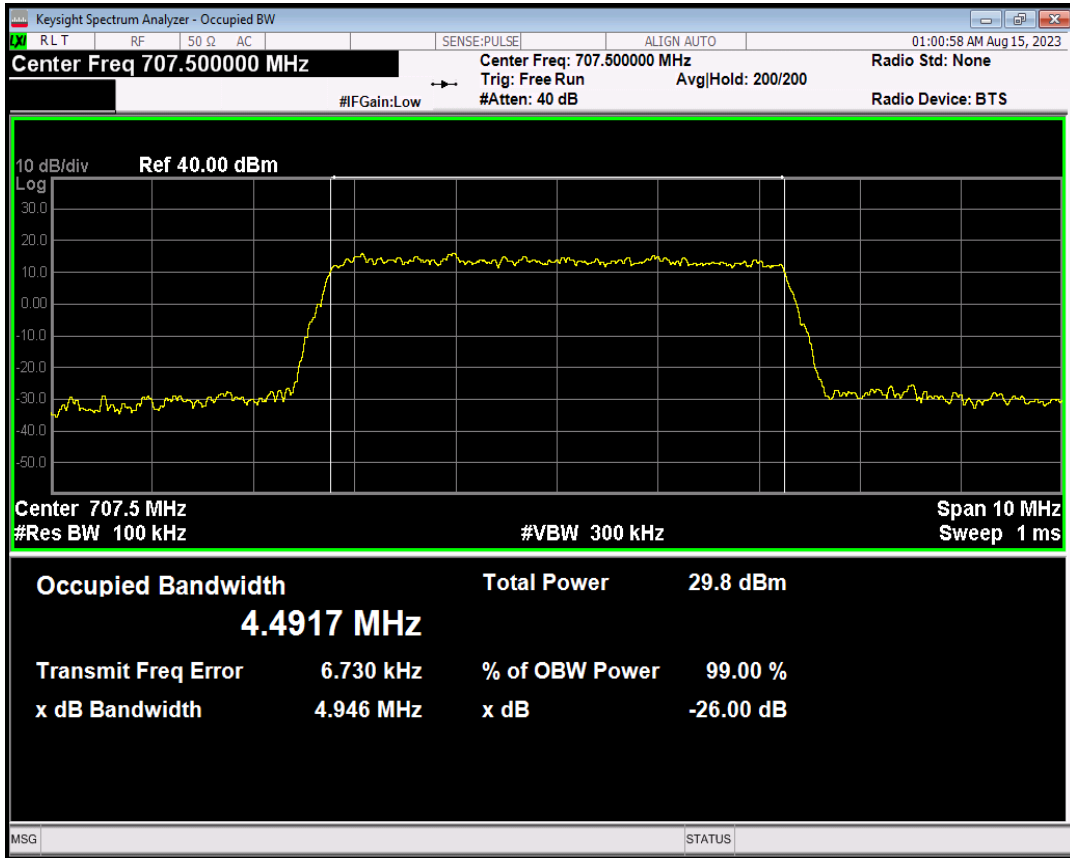 Keysight Spectrum Analyzer - Occupied BW
LXI RLT RF 50 Ω AC SENSE:PULSE ALIGN AUTO 01:00:58 AM Aug 15, 2023
Center Freq 707.500000 MHz Center Freq: 707.500000 MHz Radio Std: None
Trig: Free Run Avg|Hold: 200/200
#IFGain:Low #Atten: 40 dB Radio Device: BTS
10 dB/div Ref 40.00 dBm
Log
30.0
20.0
10.0
0.00
-10.0
-20.0
-30.0
-40.0
-50.0
Center 707.5 MHz Span 10 MHz
#Res BW 100 kHz #VBW 300 kHz Sweep 1 ms
Occupied Bandwidth Total Power 29.8 dBm
4.4917 MHz
Transmit Freq Error 6.730 kHz % of OBW Power 99.00 %
x dB Bandwidth 4.946 MHz x dB -26.00 dB
MSG STATUS